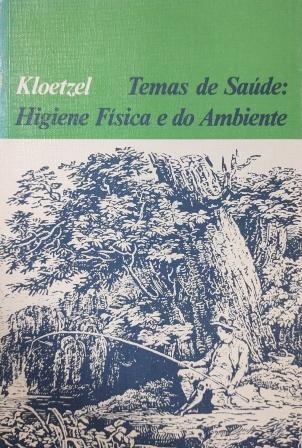 Kloetzel Temas de Saúde:
Higiene Física e do Ambiente